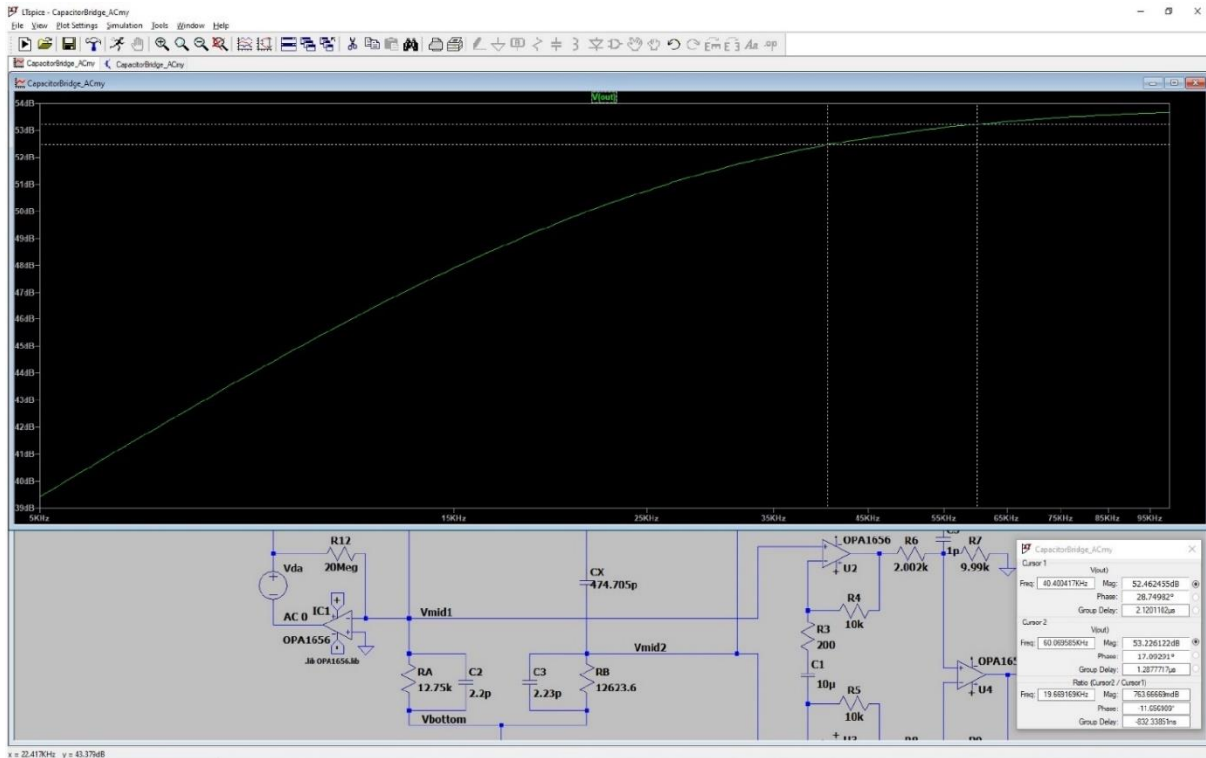 LTspice - CapacitorBridge_ACmy
File View Plot Settings Simulation Tools Window Help
CapacitorBridge_ACmy CapacitorBridge_ACmy
CapacitorBridge_ACmy
V(out)
54dB
53dB
52dB
51dB
50dB
49dB
48dB
47dB
46dB
45dB
44dB
43dB
42dB
41dB
40dB
39dB
5KHz 15KHz 25KHz 35KHz 45KHz 55KHz 65KHz 75KHz 85KHz 95KHz
R12
20Meg
Vda
AC 0
IC1
OPA1656
.lib OPA1656.lib
Vmid1
RA
12.75k
C2
2.2p
Vbottom
CX
474.705p
Vmid2
C3
2.23p
RB
12623.6
OPA1656
U2
R6
2.002k
1p
R7
9.99k
R4
10k
R3
200
C1
10µ
R5
10k
U4
CapacitorBridge_ACmy
Cursor 1
V(out)
Freq: 40.400417KHz Mag: 52.462455dB
Phase: 28.74982°
Group Delay: 2.1201102µs
Cursor 2
V(out)
Freq: 60.069585KHz Mag: 53.226122dB
Phase: 17.09291°
Group Delay: 1.2877717µs
Ratio (Cursor2 / Cursor1)
Freq: 19.669169KHz Mag: 763.66669mdB
Phase: -11.656909°
Group Delay: -832.33851ns
x = 22.417KHz y = 43.379dB